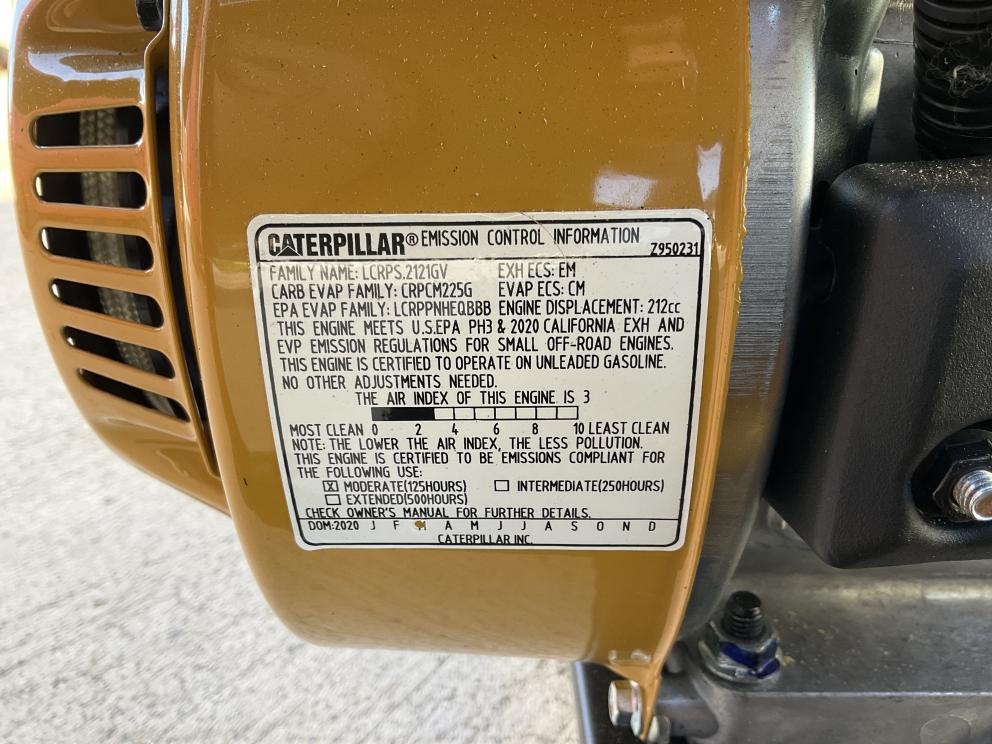 CATERPILLAR® EMISSION CONTROL INFORMATION
Z950231
FAMILY NAME: LCRPS.2121GV EXH ECS: EM
CARB EVAP FAMILY: CRPCM225G EVAP ECS: CM
EPA EVAP FAMILY: LCRPPNHEQBBB ENGINE DISPLACEMENT: 212cc
THIS ENGINE MEETS U.S.EPA PH3 & 2020 CALIFORNIA EXH AND
EVP EMISSION REGULATIONS FOR SMALL OFF-ROAD ENGINES.
THIS ENGINE IS CERTIFIED TO OPERATE ON UNLEADED GASOLINE.
NO OTHER ADJUSTMENTS NEEDED.
THE AIR INDEX OF THIS ENGINE IS 3
MOST CLEAN 0 2 4 6 8 10 LEAST CLEAN
NOTE: THE LOWER THE AIR INDEX, THE LESS POLLUTION.
THIS ENGINE IS CERTIFIED TO BE EMISSIONS COMPLIANT FOR
THE FOLLOWING USE:
☒ MODERATE(125HOURS) ☐ INTERMEDIATE(250HOURS)
☐ EXTENDED(500HOURS)
CHECK OWNER'S MANUAL FOR FURTHER DETAILS.
DOM:2020 J F A M J J A S O N D
CATERPILLAR INC.